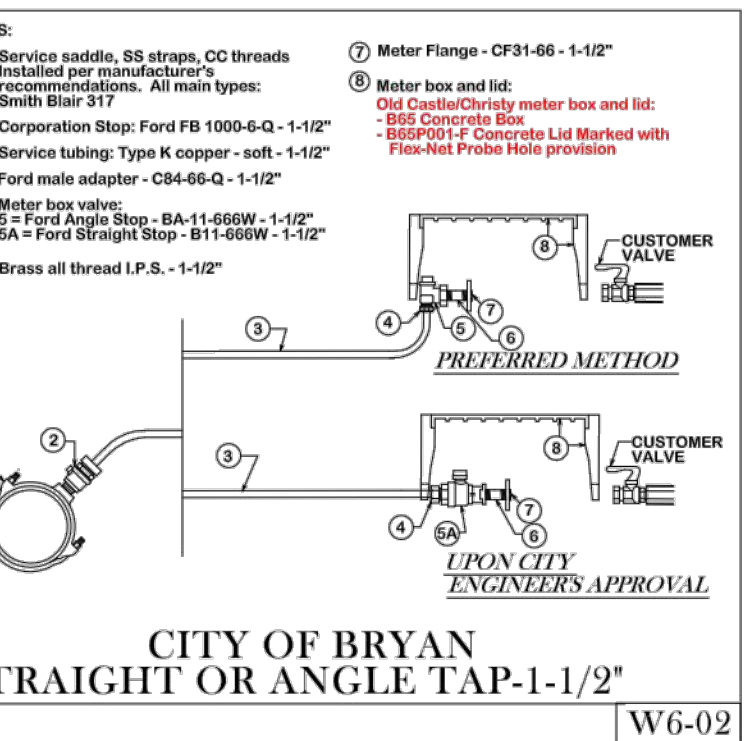 S:
Service saddle, SS straps, CC threads
Installed per manufacturer's
recommendations. All main types:
Smith Blair 317
Corporation Stop: Ford FB 1000-6-Q - 1-1/2"
Service tubing: Type K copper - soft - 1-1/2"
Ford male adapter - C84-66-Q - 1-1/2"
Meter box valve:
5 = Ford Angle Stop - BA-11-666W - 1-1/2"
5A = Ford Straight Stop - B11-666W - 1-1/2"
Brass all thread I.P.S. - 1-1/2"
7 Meter Flange - CF31-66 - 1-1/2"
8 Meter box and lid:
Old Castle/Christy meter box and lid:
- B65 Concrete Box
- B65P001-F Concrete Lid Marked with
Flex-Net Probe Hole provision
8
CUSTOMER
VALVE
3
4
5
6
7
PREFERRED METHOD
2
3
8
CUSTOMER
VALVE
4
5A
6
7
UPON CITY
ENGINEER'S APPROVAL
CITY OF BRYAN
TRAIGHT OR ANGLE TAP-1-1/2"
W6-02